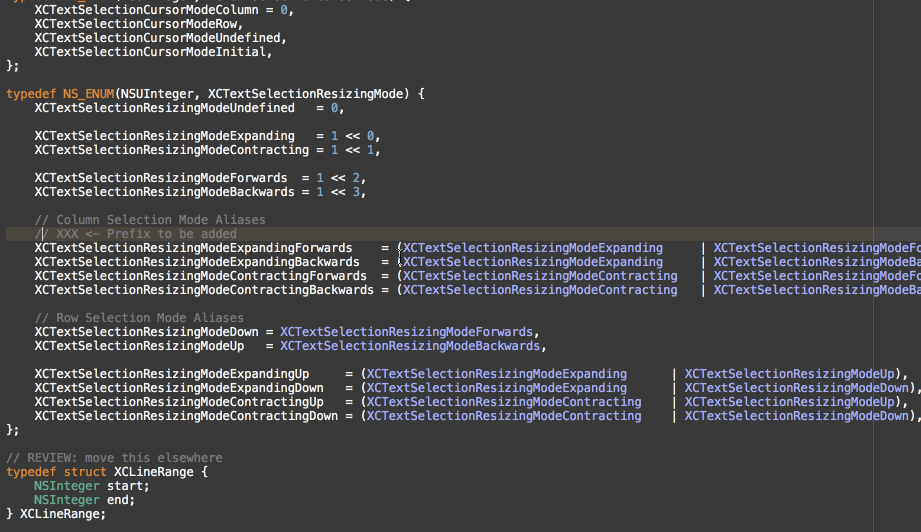 XCTextSelectionCursorModeColumn = 0,
XCTextSelectionCursorModeRow,
XCTextSelectionCursorModeUndefined,
XCTextSelectionCursorModeInitial,
};
typedef NS_ENUM(NSUInteger, XCTextSelectionResizingMode) {
XCTextSelectionResizingModeUndefined   = 0,
XCTextSelectionResizingModeExpanding   = 1 << 0,
XCTextSelectionResizingModeContracting = 1 << 1,
XCTextSelectionResizingModeForwards  = 1 << 2,
XCTextSelectionResizingModeBackwards = 1 << 3,
// Column Selection Mode Aliases
// XXX <- Prefix to be added
XCTextSelectionResizingModeExpandingForwards    = (XCTextSelectionResizingModeExpanding     | XCTextSelectionResizingModeFo
XCTextSelectionResizingModeExpandingBackwards   = (XCTextSelectionResizingModeExpanding     | XCTextSelectionResizingModeBa
XCTextSelectionResizingModeContractingForwards  = (XCTextSelectionResizingModeContracting   | XCTextSelectionResizingModeFo
XCTextSelectionResizingModeContractingBackwards = (XCTextSelectionResizingModeContracting   | XCTextSelectionResizingModeBa
// Row Selection Mode Aliases
XCTextSelectionResizingModeDown = XCTextSelectionResizingModeForwards,
XCTextSelectionResizingModeUp   = XCTextSelectionResizingModeBackwards,
XCTextSelectionResizingModeExpandingUp     = (XCTextSelectionResizingModeExpanding      | XCTextSelectionResizingModeUp),
XCTextSelectionResizingModeExpandingDown   = (XCTextSelectionResizingModeExpanding      | XCTextSelectionResizingModeDown),
XCTextSelectionResizingModeContractingUp   = (XCTextSelectionResizingModeContracting    | XCTextSelectionResizingModeUp),
XCTextSelectionResizingModeContractingDown = (XCTextSelectionResizingModeContracting    | XCTextSelectionResizingModeDown),
};
// REVIEW: move this elsewhere
typedef struct XCLineRange {
NSInteger start;
NSInteger end;
} XCLineRange;